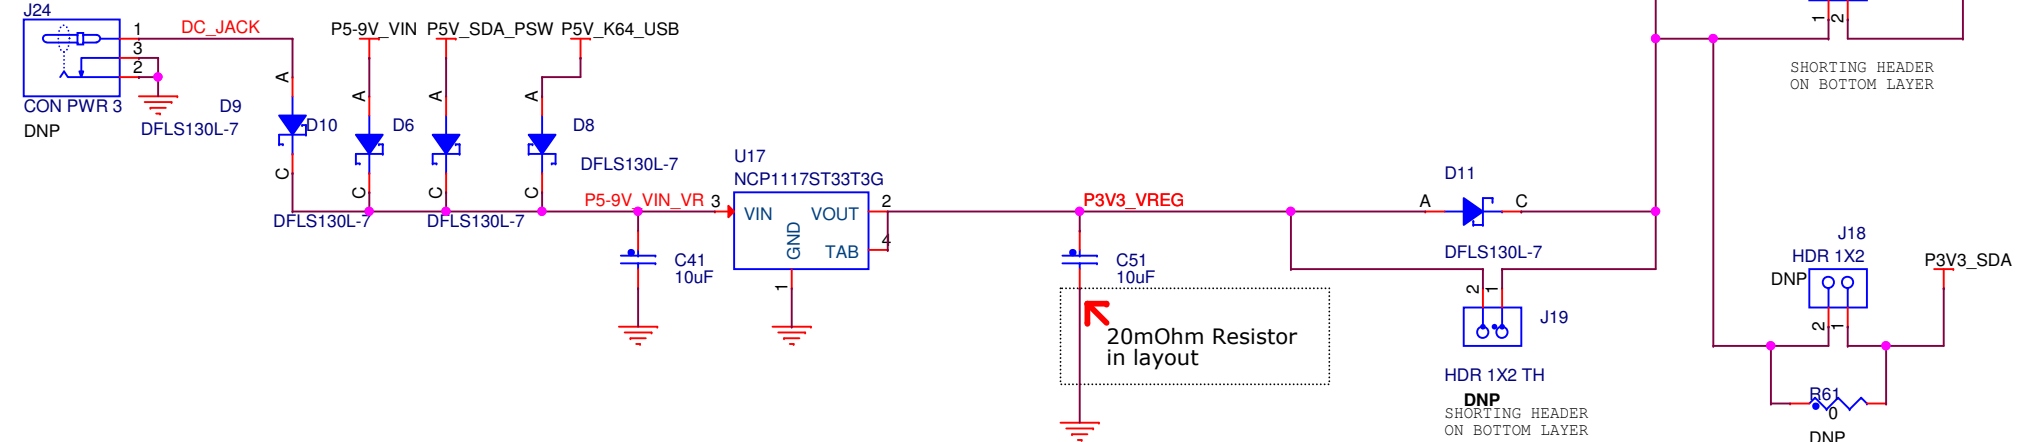 J24
1
3
2
CON PWR 3
DNP
DC_JACK
D9
DFLS130L-7
A
D10
C
DFLS130L-7
P5-9V_VIN
A
D6
C
P5V_SDA_PSW
A
C
DFLS130L-7
P5V_K64_USB
A
D8
DFLS130L-7
C
P5-9V_VIN_VR
3
C41
10uF
U17
NCP1117ST33T3G
VIN
VOUT
GND
TAB
2
4
1
P3V3_VREG
C51
10uF
20mOhm Resistor
in layout
D11
A
C
DFLS130L-7
2
1
J19
HDR 1X2 TH
DNP
SHORTING HEADER
ON BOTTOM LAYER
1
2
SHORTING HEADER
ON BOTTOM LAYER
J18
HDR 1X2
DNP
2
1
P3V3_SDA
R61
0
DNP